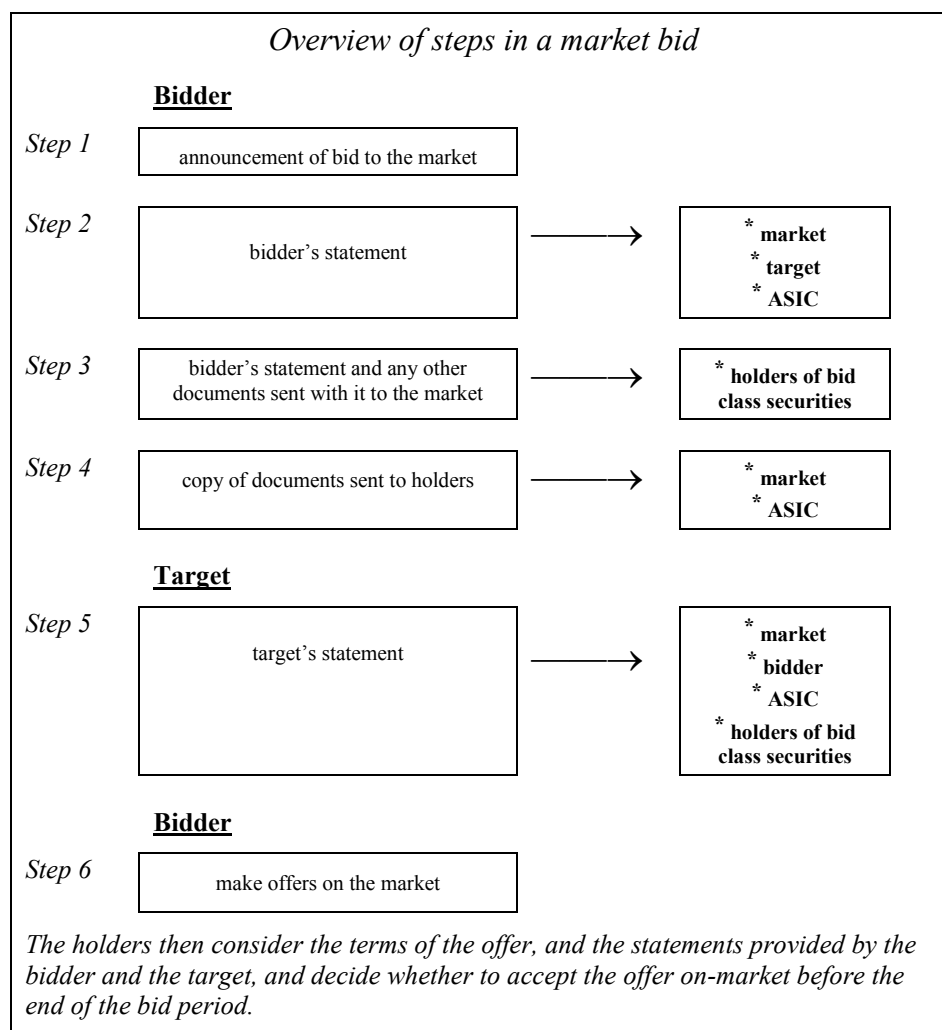 Overview of steps in a market bid
Bidder
Step 1
announcement of bid to the market
Step 2
bidder’s statement
* market
* target
* ASIC
Step 3
bidder’s statement and any other
documents sent with it to the market
* holders of bid
class securities
Step 4
copy of documents sent to holders
* market
* ASIC
Target
Step 5
target’s statement
* market
* bidder
* ASIC
* holders of bid
class securities
Bidder
Step 6
make offers on the market
The holders then consider the terms of the offer, and the statements provided by the
bidder and the target, and decide whether to accept the offer on-market before the
end of the bid period.